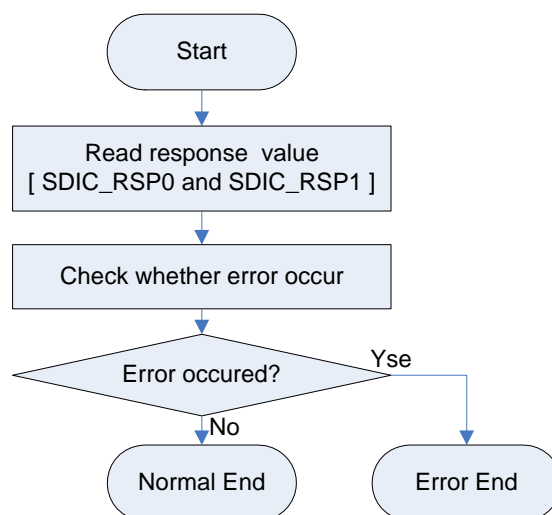 Start
Read response value
[ SDIC_RSP0 and SDIC_RSP1 ]
Check whether error occur
Error occured?
Yse
No
Normal End
Error End